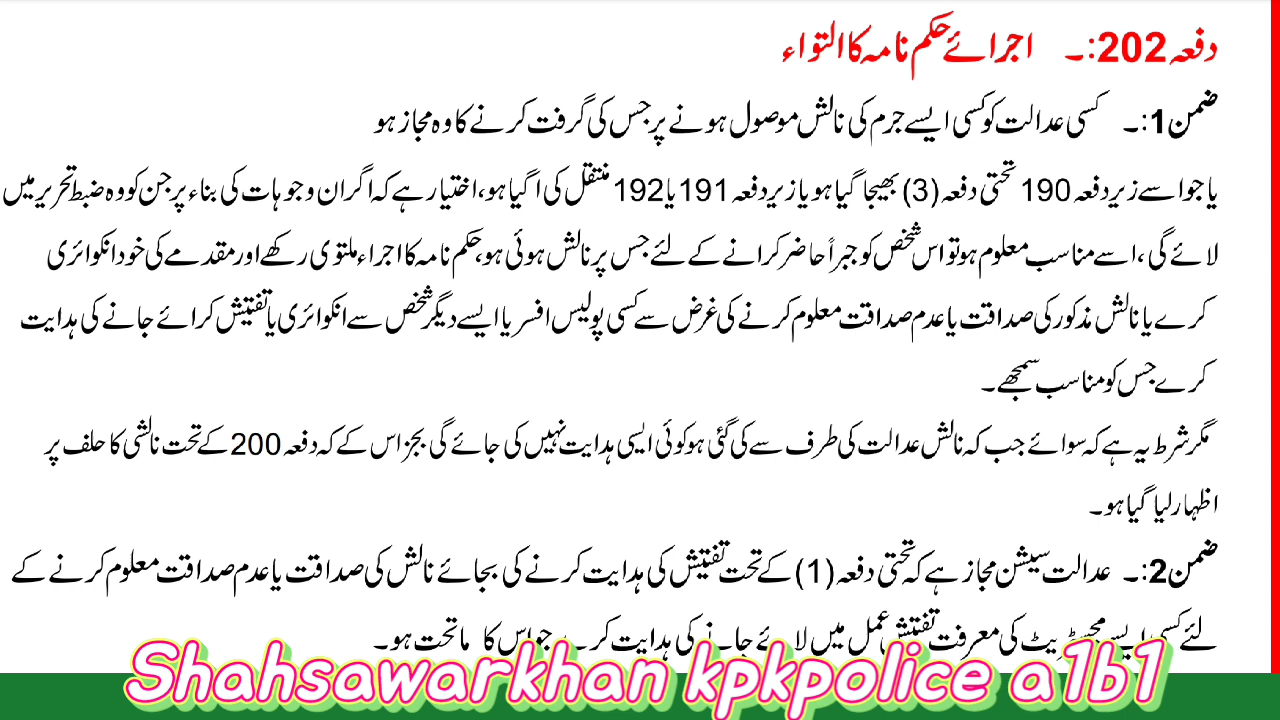 دفعہ 202:۔ اجرائے حکم نامہ کا التواء
ضمن 1:۔ کسی عدالت کو کسی ایسے جرم کی نالش موصول ہونے پر جس کی گرفت کرنے کا وہ مجاز ہو
یا جو اسے زیر دفعہ 190 تحتی دفعہ (3) بھیجا گیا ہو یا زیر دفعہ 191 یا 192 منتقل کی اگیا ہو، اختیار ہے کہ اگر ان وجوہات کی بناء پر جن کو وہ ضبط تحریر میں
لائے گی، اسے مناسب معلوم ہو تو اس شخص کو جبراً حاضر کرانے کے لئے جس پر نالش ہوئی ہو، حکم نامہ کا اجراء ملتوی رکھے اور مقدمے کی خود انکوائری
کرے یا نالش مذکور کی صداقت یا عدم صداقت معلوم کرنے کی غرض سے کسی پولیس افسر یا ایسے دیگر شخص سے انکوائری یا تفتیش کرائے جانے کی ہدایت
کرے جس کو مناسب سمجھے۔
مگر شرط یہ ہے کہ سوائے جب کہ نالش عدالت کی طرف سے کی گئی ہو کوئی ایسی ہدایت نہیں کی جائے گی بجز اس کے کہ دفعہ 200 کے تحت نالشی کا حلف پر
اظہار لیا گیا ہو۔
ضمن 2:۔ عدالت سیشن مجاز ہے کہ تحتی دفعہ (1) کے تحت تفتیش کی ہدایت کرنے کی بجائے نالش کی صداقت یا عدم صداقت معلوم کرنے کے
لئے کسی ایسے مجسٹریٹ کی معرفت تفتیش عمل میں لائے جانے کی ہدایت کرے جو اس کا ماتحت ہو۔
Shahsawarkhan kpkpolice a1b1